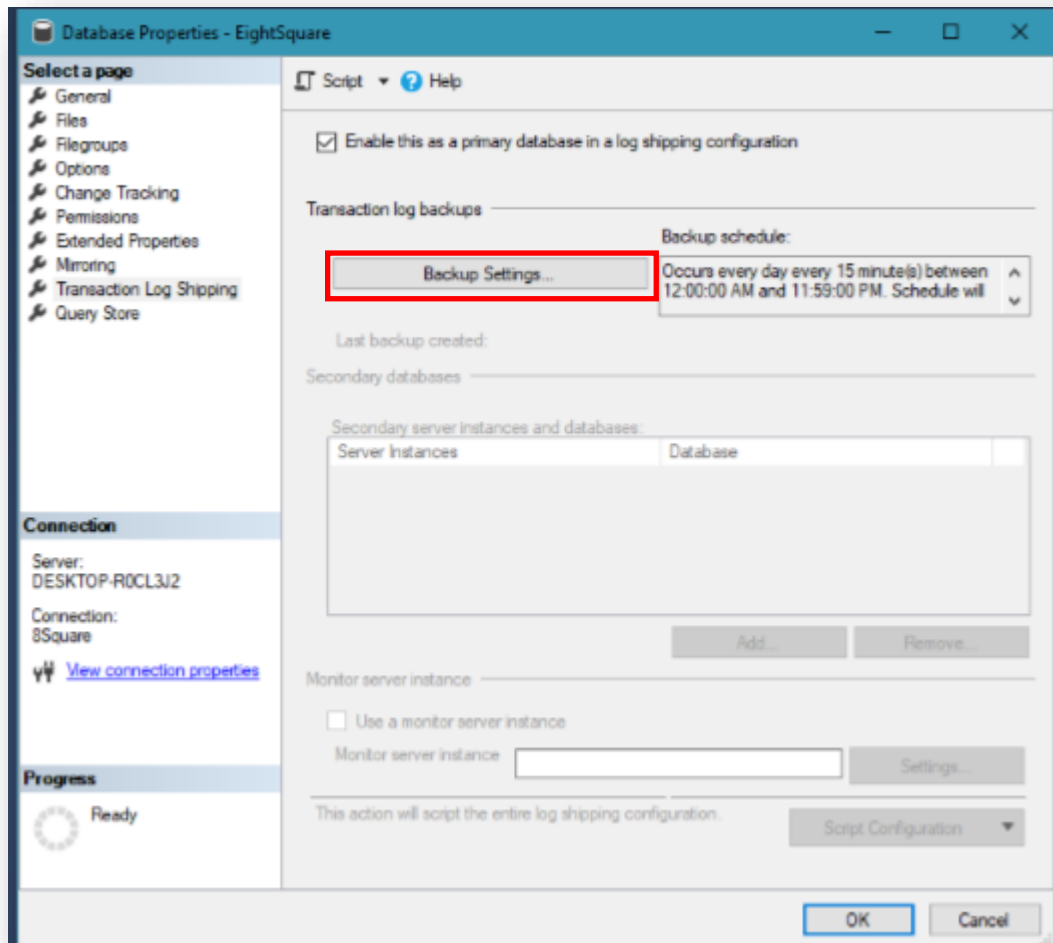 Database Properties - EightSquare
Select a page
General
Files
Filegroups
Options
Change Tracking
Permissions
Extended Properties
Mirroring
Transaction Log Shipping
Query Store
Connection
Server:
DESKTOP-R0CL3J2
Connection:
8Square
View connection properties
Progress
Ready
Script
Help
Enable this as a primary database in a log shipping configuration
Transaction log backups
Backup schedule:
Backup Settings...
Occurs every day every 15 minute(s) between
12:00:00 AM and 11:59:00 PM. Schedule will
Last backup created:
Secondary databases
Secondary server instances and databases:
Server Instances
Database
Add...
Remove...
Monitor server instance
Use a monitor server instance
Monitor server instance
Settings...
This action will script the entire log shipping configuration.
Script Configuration
OK
Cancel